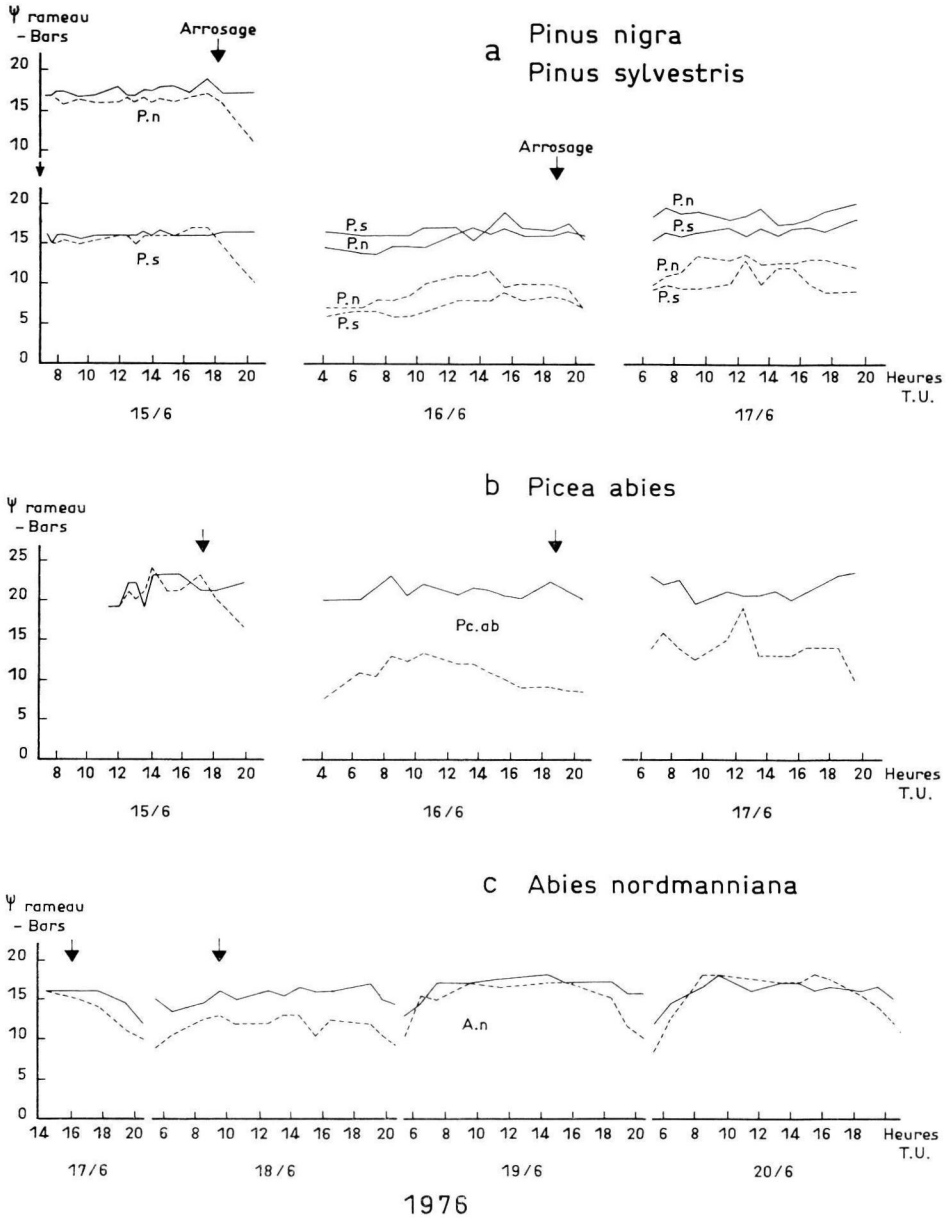 Ψ rameau
- Bars
Arrosage
a Pinus nigra
Pinus sylvestris
20
15
10
P.n
Arrosage
20
15
10
5
0
P.s
P.s
P.n
P.n
P.s
P.n
P.s
P.n
P.s
8 10 12 14 16 18 20
4 6 8 10 12 14 16 18 20
6 8 10 12 14 16 18 20 Heures
T.U.
15/6 16/6 17/6
b Picea abies
Ψ rameau
- Bars
25
20
15
10
5
0
Pc.ab
8 10 12 14 16 18 20
4 6 8 10 12 14 16 18 20
6 8 10 12 14 16 18 20 Heures
T.U.
15/6 16/6 17/6
c Abies nordmanniana
Ψ rameau
- Bars
20
15
10
5
0
A.n
14 16 18 20
6 8 10 12 14 16 18 20
6 8 10 12 14 16 18 20
6 8 10 12 14 16 18 Heures
T.U.
17/6 18/6 19/6 20/6
1976